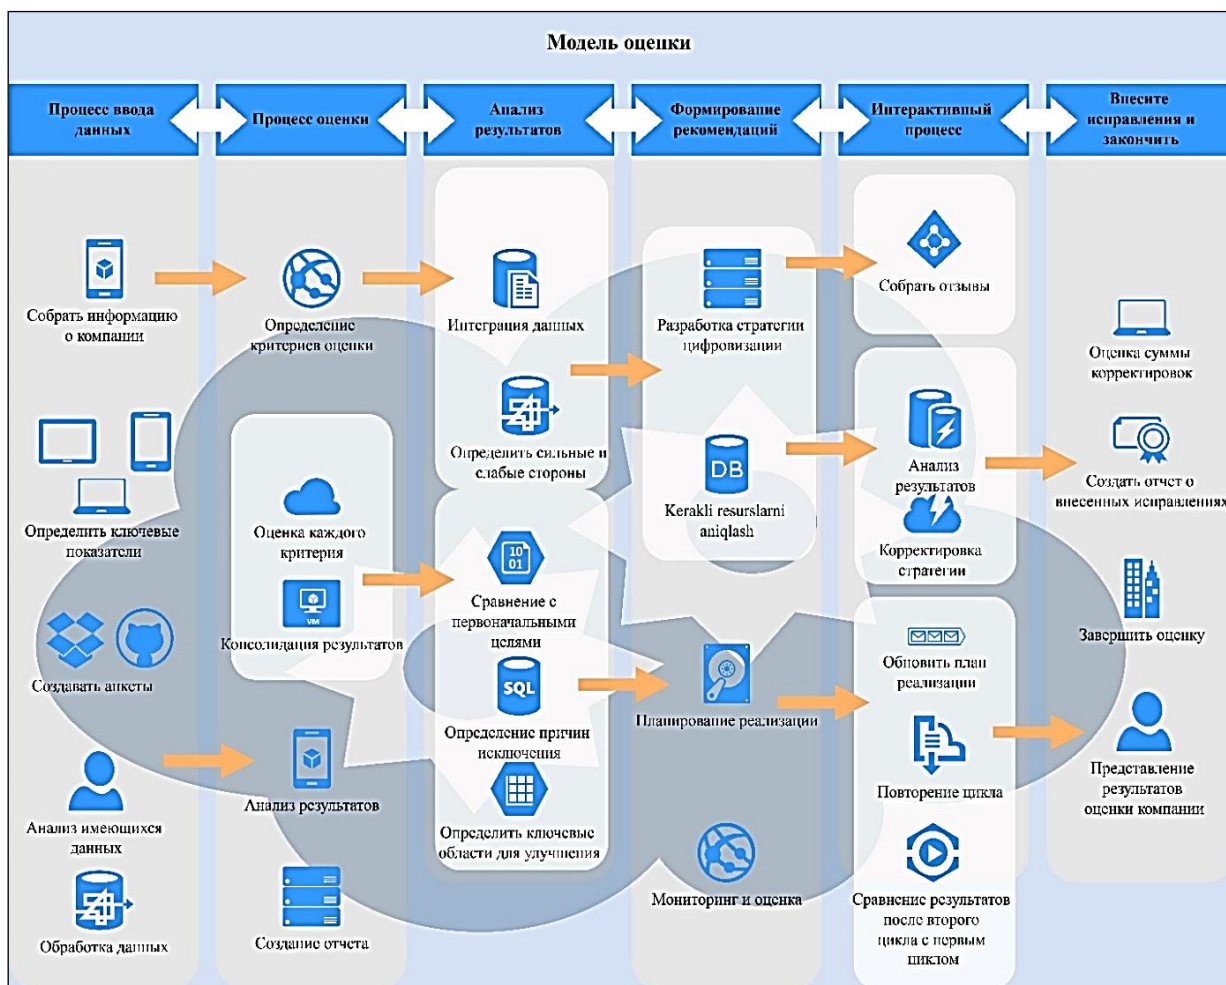 Модель оценки
Процесс ввода
данных
Процесс оценки
Анализ
результатов
Формирование
рекомендаций
Интерактивный
процесс
Внесите
исправления и
закончить
Собрать информацию
о компании
Определить ключевые
показатели
Создавать анкеты
Анализ имеющихся
данных
Обработка данных
Определение
критериев оценки
Оценка каждого
критерия
VM
Консолидация результатов
Анализ результатов
Создание отчета
Интеграция данных
Определить сильные и
слабые стороны
10
01
Сравнение с
первоначальными
целями
SQL
Определение причин
исключения
Определить ключевые
области для улучшения
Разработка стратегии
цифровизации
DB
Kerakli resurslarni
aniqlash
Планирование реализации
Мониторинг и оценка
Собрать отзывы
Анализ
результатов
Корректировка
стратегии
Обновить план
реализации
Повторение цикла
Сравнение результатов
после второго
цикла с первым
циклом
Оценка суммы
корректировок
Создать отчет о
внесенных исправлениях
Завершить оценку
Представление
результатов
оценки компании